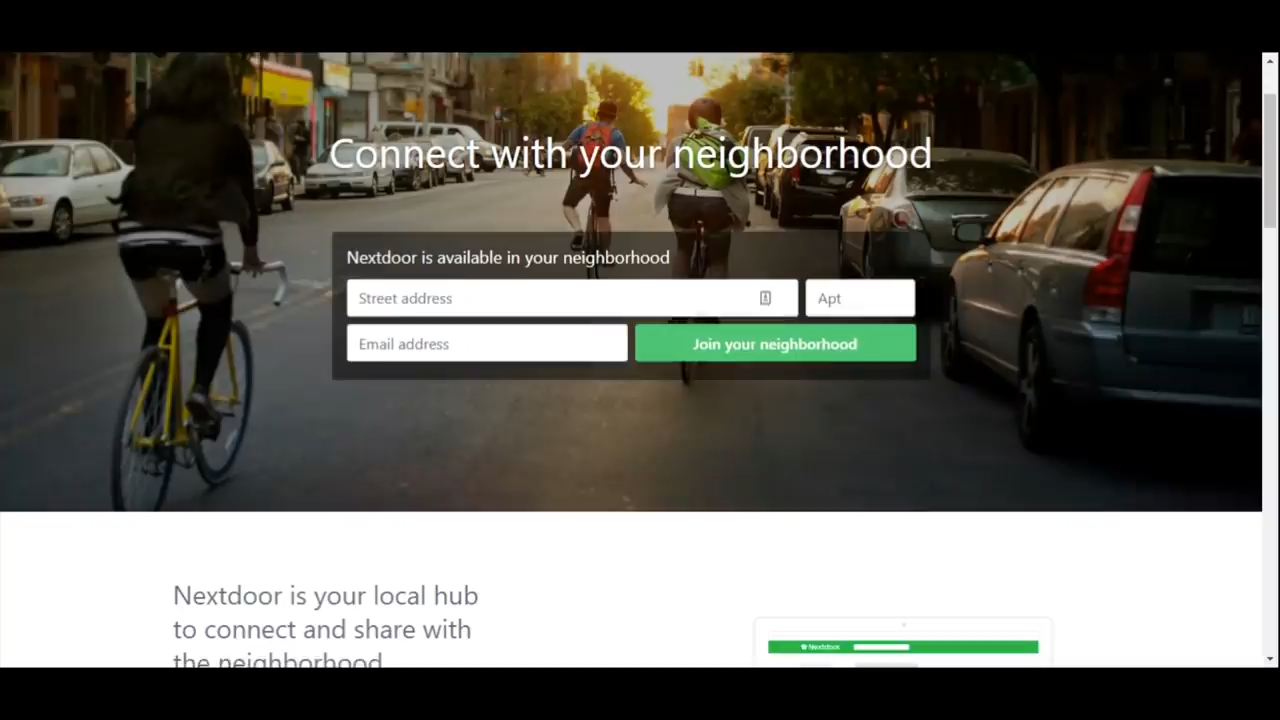 Connect with your neighborhood
Nextdoor is available in your neighborhood
Street address
Apt
Email address
Join your neighborhood
Nextdoor is your local hub
to connect and share with
the neighborhood
Nextdoor